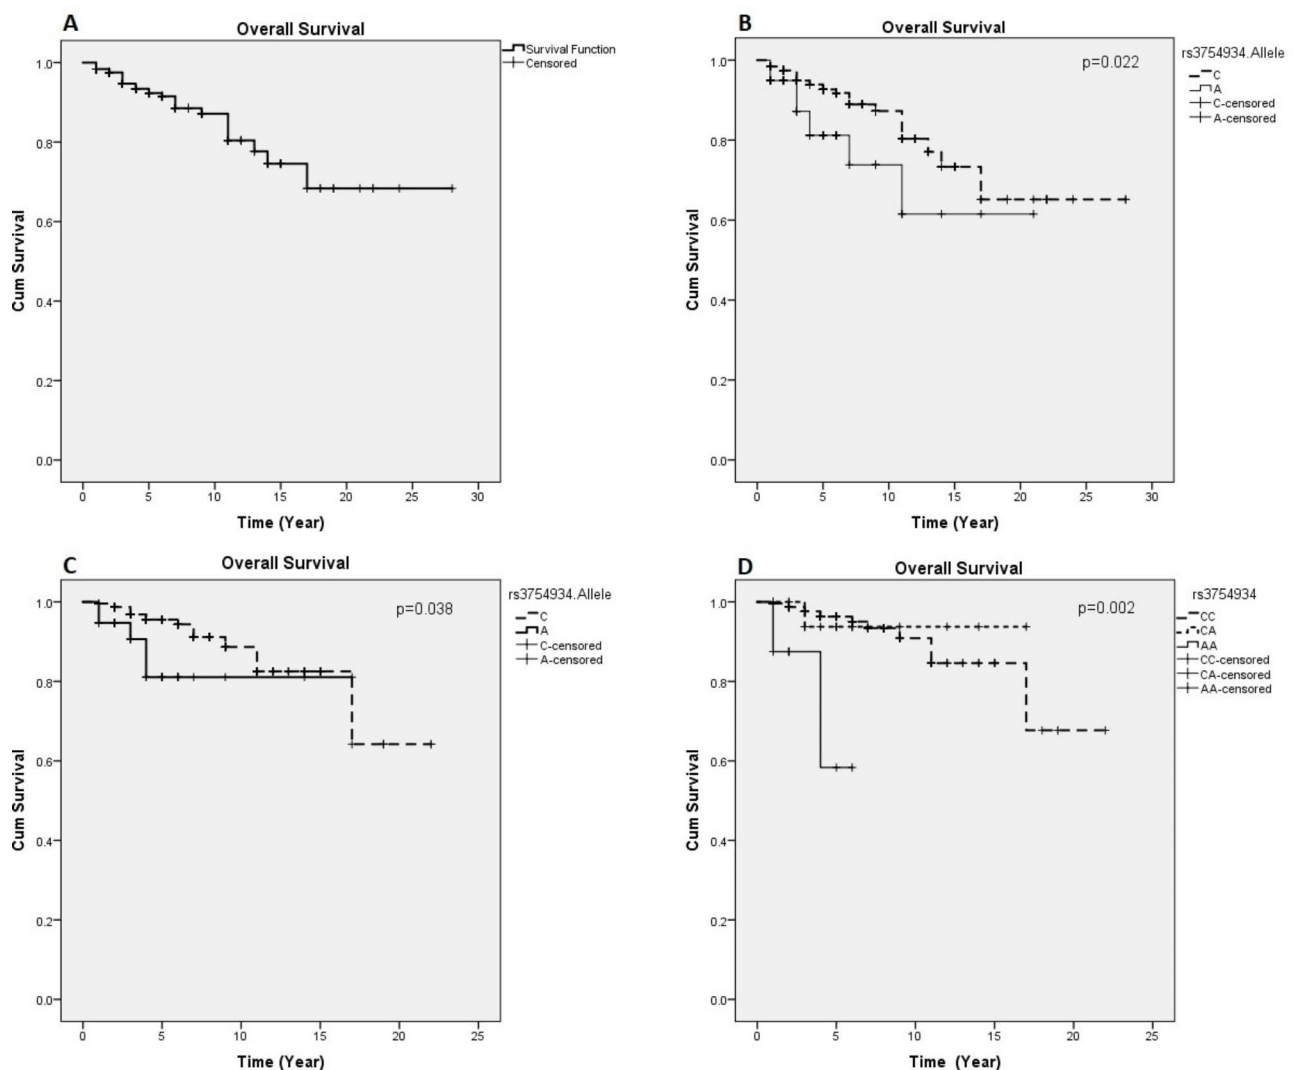 A
Overall Survival
Survival Function
Censored
1.0
0.8
0.6
0.4
0.2
0.0
Cum Survival
0 5 10 15 20 25 30
Time (Year)
B
Overall Survival
p=0.022
rs3754934.Allele
C
A
C-censored
A-censored
1.0
0.8
0.6
0.4
0.2
0.0
Cum Survival
0 5 10 15 20 25 30
Time (Year)
C
Overall Survival
p=0.038
rs3754934.Allele
C
A
C-censored
A-censored
1.0
0.8
0.6
0.4
0.2
0.0
Cum Survival
0 5 10 15 20 25
Time (Year)
D
Overall Survival
p=0.002
rs3754934
CC
CA
AA
CC-censored
CA-censored
AA-censored
1.0
0.8
0.6
0.4
0.2
0.0
Cum Survival
0 5 10 15 20 25
Time (Year)